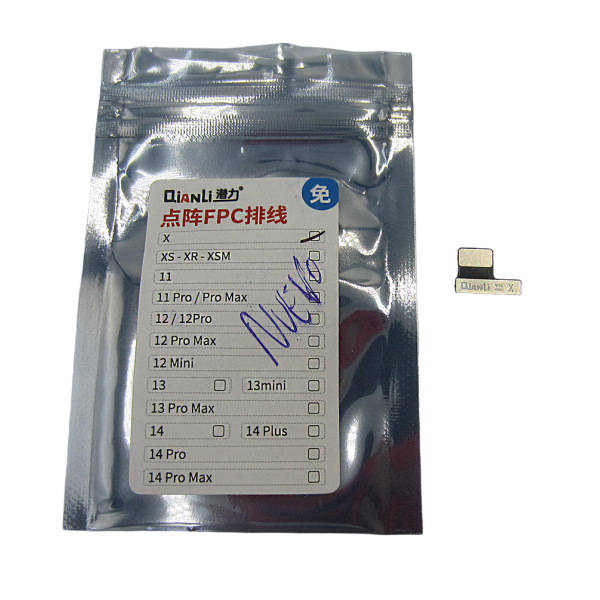 QIANLI 潜力® 免
点阵FPC排线
X
XS - XR - XSM
11
11 Pro / Pro Max
12 / 12Pro
12 Pro Max
12 Mini
13 13mini
13 Pro Max
14 14 Plus
14 Pro
14 Pro Max
NUEVO
QIANLI X